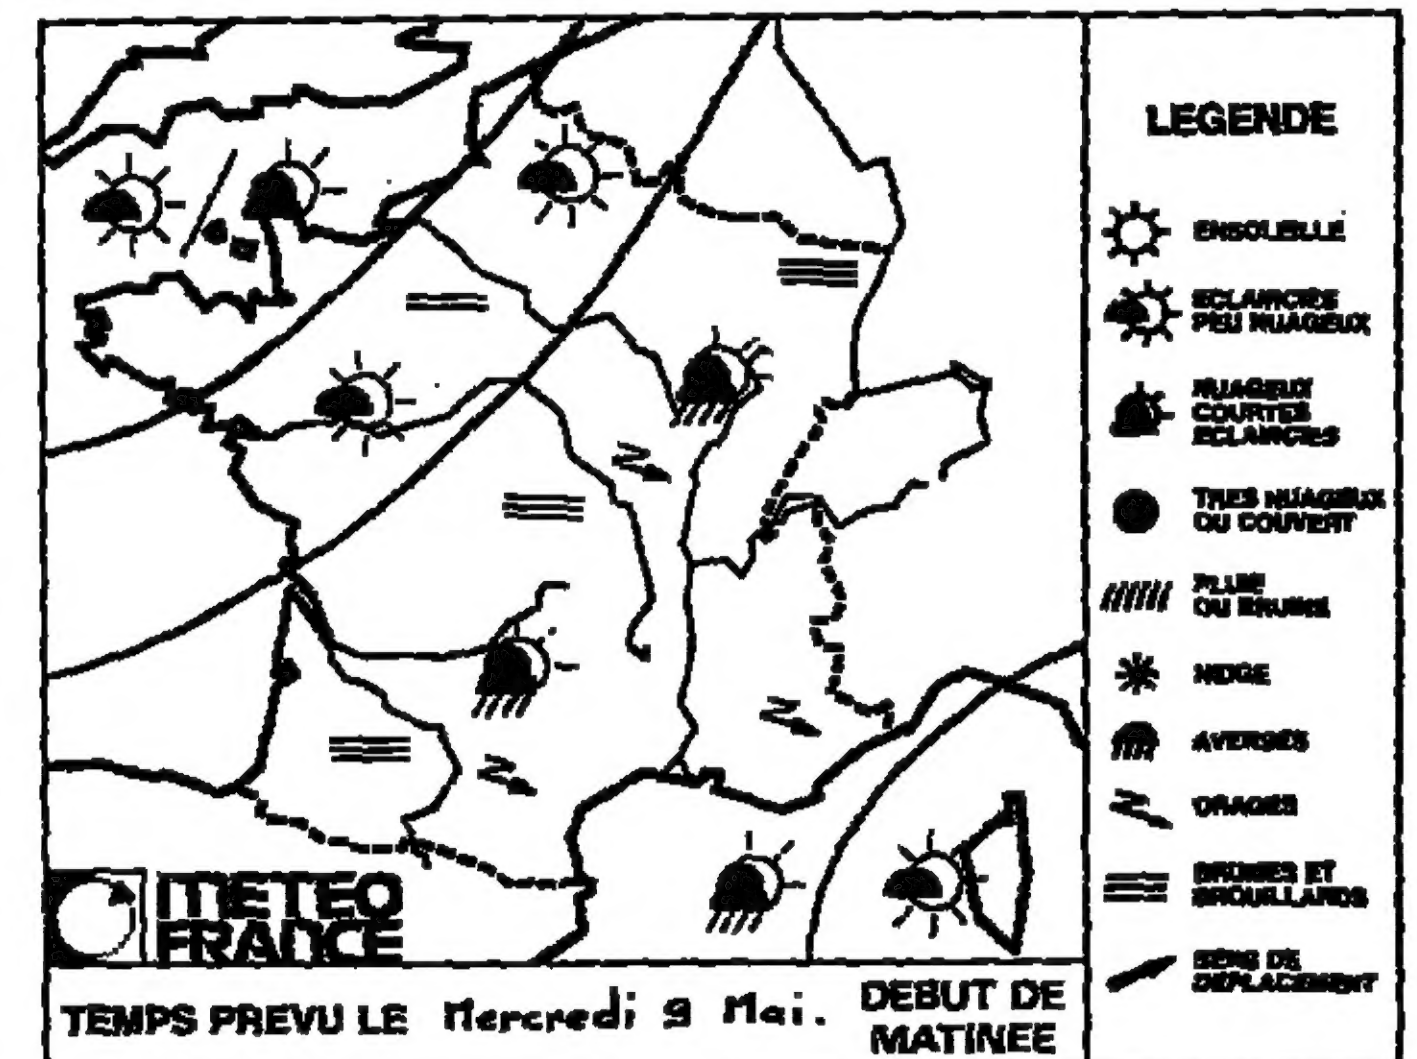 LEGENDE
ENSOLEILLE
ECLAIRCIES
PEU NUAGEUX
NUAGEUX
COURTES
ECLAIRCIES
TRES NUAGEUX
OU COUVERT
PLUIE
OU BRUINE
NEIGE
AVERSES
ORAGES
BRUMES ET
BROUILLARDS
SENS DE
DEPLACEMENT
METEO
FRANCE
TEMPS PREVU LE Mercredi 9 Mai.
DEBUT DE
MATINEE